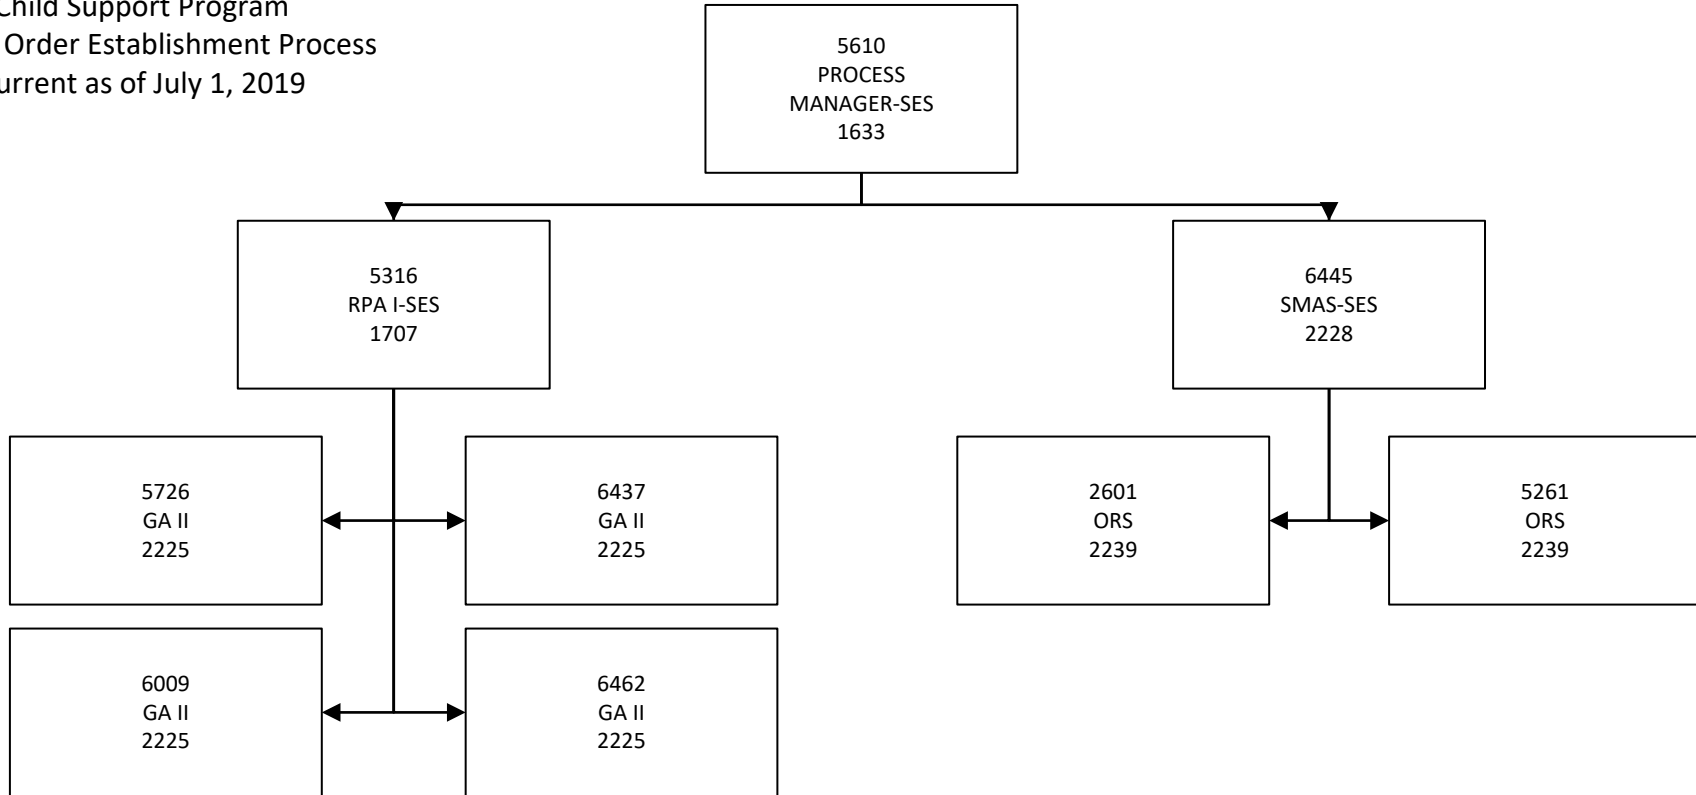 Child Support Program
Order Establishment Process
urrent as of July 1, 2019
5610
PROCESS
MANAGER-SES
1633
5316
RPA I-SES
1707
6445
SMAS-SES
2228
5726
GA II
2225
6437
GA II
2225
2601
ORS
2239
5261
ORS
2239
6009
GA II
2225
6462
GA II
2225